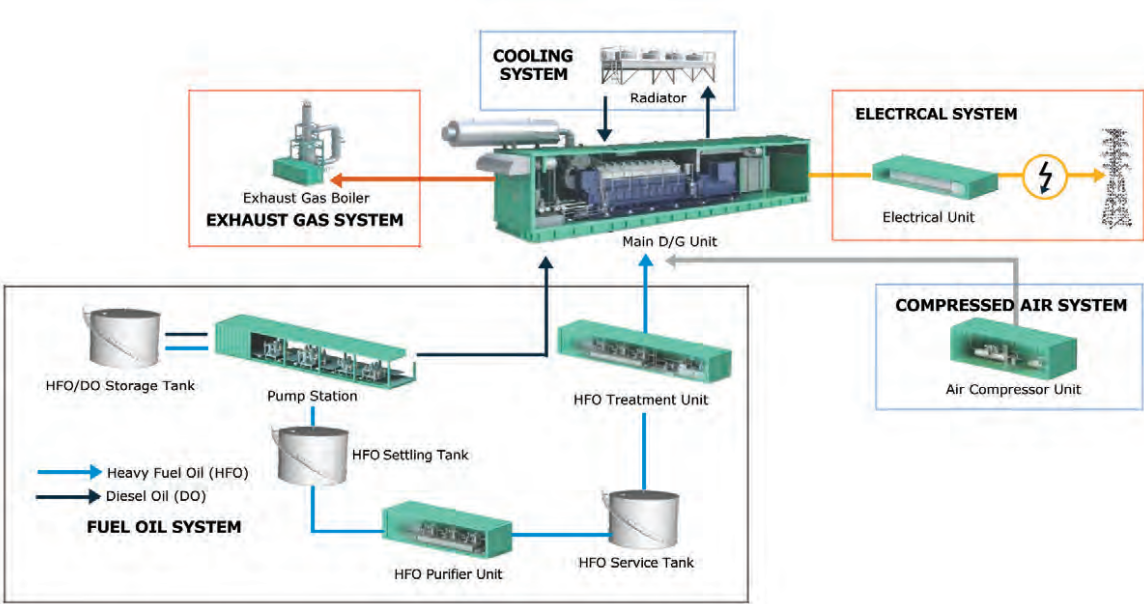 COOLING
SYSTEM
Radiator
ELECTRCAL SYSTEM
Electrical Unit
Exhaust Gas Boiler
EXHAUST GAS SYSTEM
Main D/G Unit
COMPRESSED AIR SYSTEM
Air Compressor Unit
HFO/DO Storage Tank
Pump Station
HFO Treatment Unit
HFO Settling Tank
Heavy Fuel Oil (HFO)
Diesel Oil (DO)
FUEL OIL SYSTEM
HFO Purifier Unit
HFO Service Tank